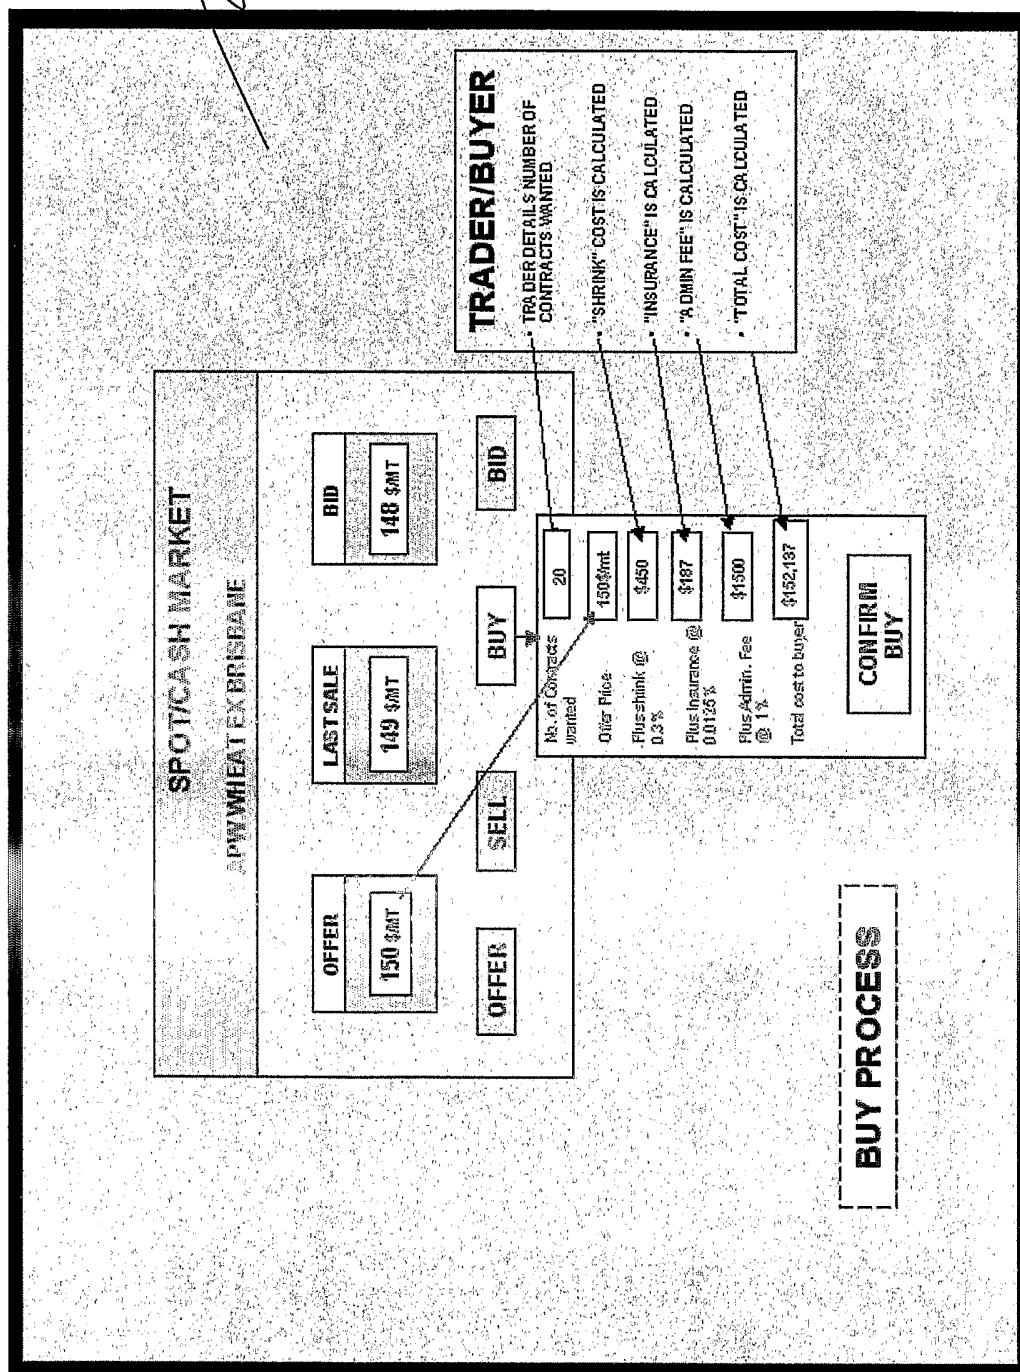 SPOT/CASH MARKET
APW WHEAT EX BRISBANE
OFFER
LAST SALE
BID
150 $/MT
149 $/MT
148 $/MT
OFFER
SELL
BUY
BID
No. of Contracts
wanted
20
Offer Price
150$/mt
Plus shrink @
0.3%
$450
Plus Insurance @
0.0125%
$187
Plus Admin. Fee
@ 1%
$1500
Total cost to buyer
$152,137
CONFIRM
BUY
TRADER/BUYER
• TRADER DETAILS NUMBER OF
CONTRACTS WANTED
• "SHRINK" COST IS CALCULATED
• "INSURANCE" IS CALCULATED
• "ADMIN FEE" IS CALCULATED
• "TOTAL COST" IS CALCULATED
BUY PROCESS